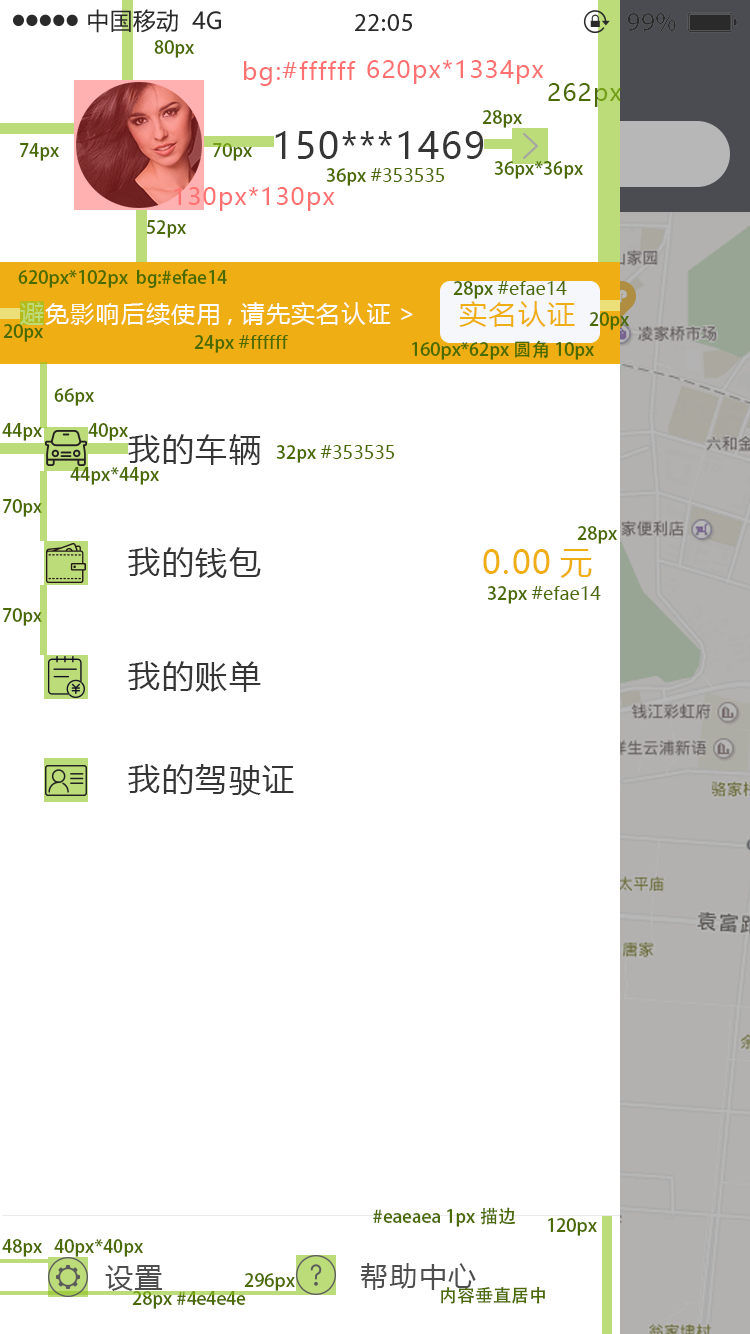 ●●●●● 中国移动 4G 22:05 99%
80px
bg:#ffffff 620px*1334px
262px
28px
150***1469
74px
70px
36px*36px
36px #353535
130px*130px
52px
620px*102px bg:#efae14
28px #efae14
避免影响后续使用 , 请先实名认证 >
实名认证
20px
20px
24px #ffffff
160px*62px 圆角 10px
66px
44px
40px
我的车辆
32px #353535
44px*44px
70px
28px
我的钱包
0.00 元
32px #efae14
70px
我的账单
我的驾驶证
#eaeaea 1px 描边
120px
48px
40px*40px
设置
296px
?
帮助中心
28px #4e4e4e
内容垂直居中
山家园
凌家桥市场
六和金
家便利店
钱江彩虹府
祥生云浦新语
骆家村
太平庙
袁富路
唐家
翁家埭村